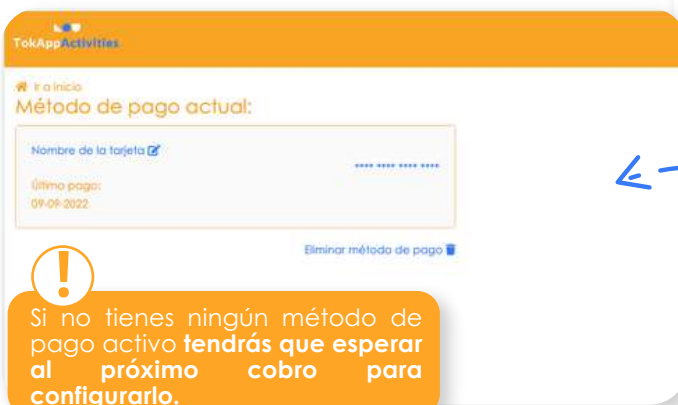 TokAppActivities
Ir a inicio
Método de pago actual:
Nombre de la tarjeta
**** **** **** ****
Último pago:
09-09-2022
Eliminar método de pago
!
Si no tienes ningún método de
pago activo tendrás que esperar
al próximo cobro para
configurarlo.